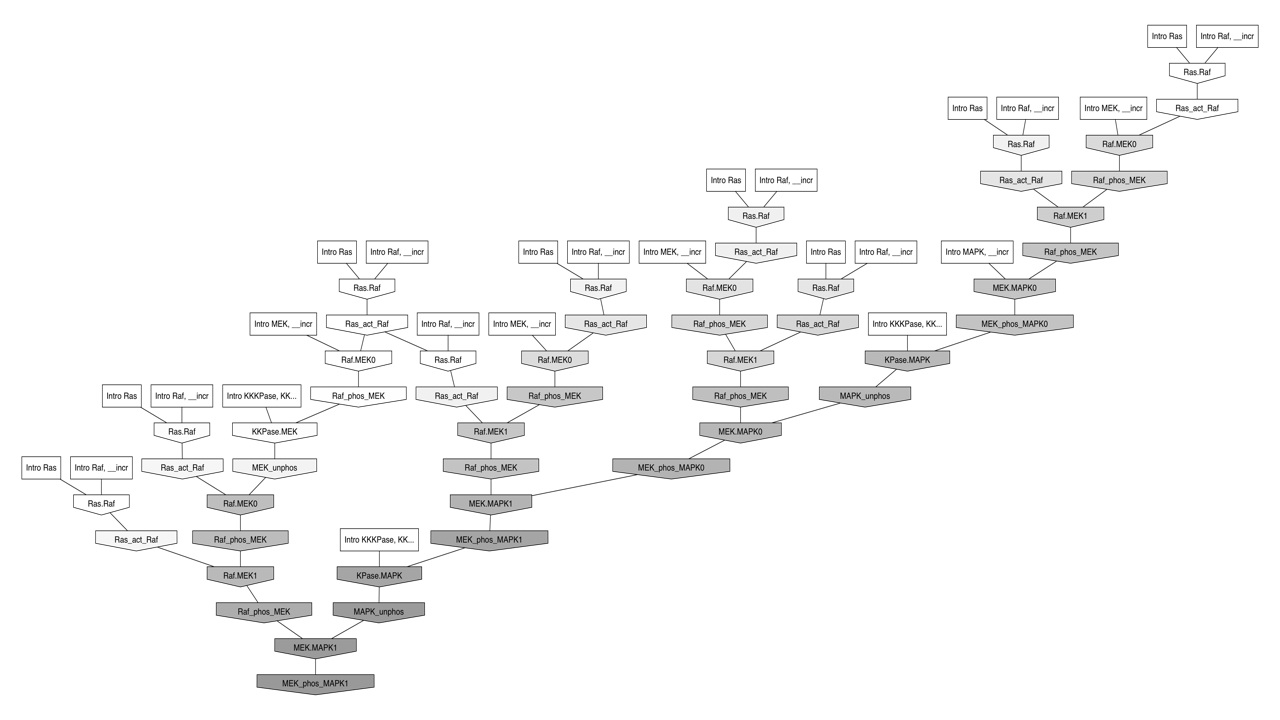 Intro Ras
Intro Raf, __incr
Ras.Raf
Intro Ras
Intro Raf, __incr
Intro MEK, __incr
Ras_act_Raf
Ras.Raf
Raf.MEK0
Intro Ras
Intro Raf, __incr
Ras_act_Raf
Raf_phos_MEK
Ras.Raf
Raf.MEK1
Intro Ras
Intro Raf, __incr
Intro Ras
Intro Raf, __incr
Intro MEK, __incr
Ras_act_Raf
Intro Ras
Intro Raf, __incr
Intro MAPK, __incr
Raf_phos_MEK
Ras.Raf
Ras.Raf
Raf.MEK0
Ras.Raf
MEK.MAPK0
Intro MEK, __incr
Ras_act_Raf
Intro Raf, __incr
Intro MEK, __incr
Ras_act_Raf
Raf_phos_MEK
Ras_act_Raf
Intro KKKPase, KK...
MEK_phos_MAPK0
Raf.MEK0
Ras.Raf
Raf.MEK0
Raf.MEK1
KPase.MAPK
Intro Ras
Intro Raf, __incr
Intro KKKPase, KK...
Raf_phos_MEK
Ras_act_Raf
Raf_phos_MEK
Raf_phos_MEK
MAPK_unphos
Ras.Raf
KKPase.MEK
Raf.MEK1
MEK.MAPK0
Intro Ras
Intro Raf, __incr
Ras_act_Raf
MEK_unphos
Raf_phos_MEK
MEK_phos_MAPK0
Ras.Raf
Raf.MEK0
MEK.MAPK1
Ras_act_Raf
Raf_phos_MEK
Intro KKKPase, KK...
MEK_phos_MAPK1
Raf.MEK1
KPase.MAPK
Raf_phos_MEK
MAPK_unphos
MEK.MAPK1
MEK_phos_MAPK1